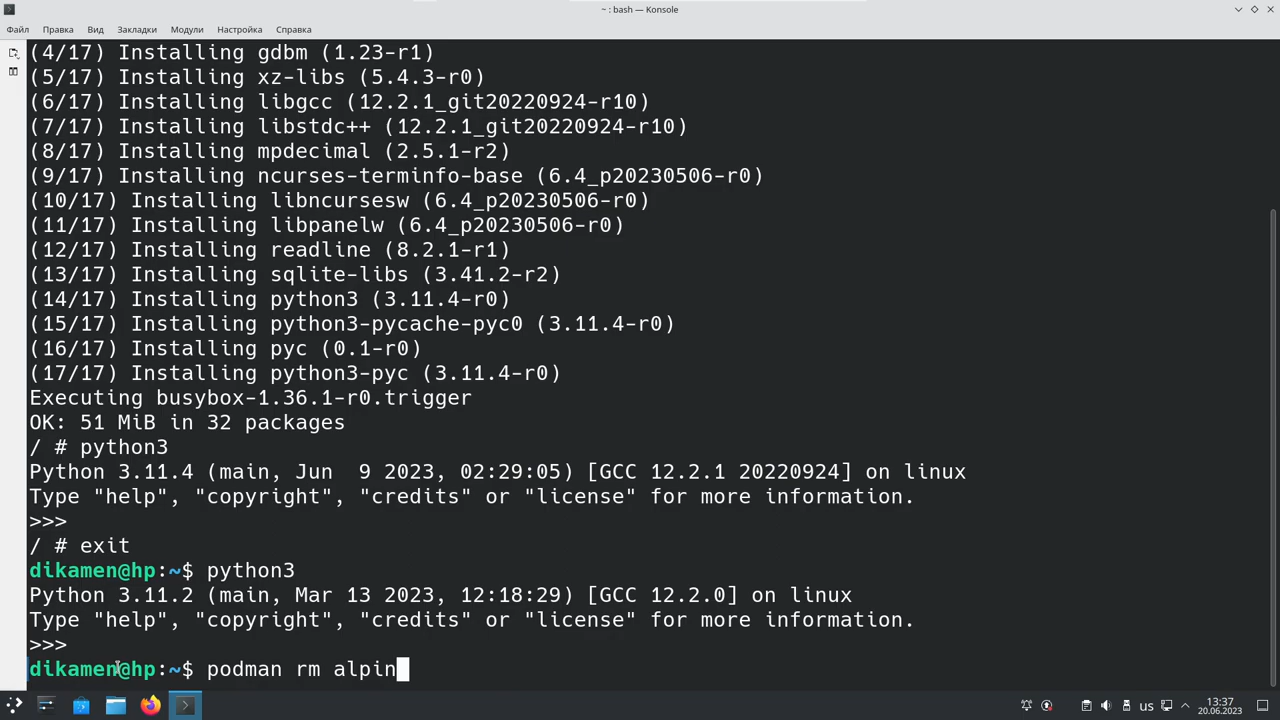 ~ : bash — Konsole
Файл Правка Вид Закладки Модули Настройка Справка
(4/17) Installing gdbm (1.23-r1)
(5/17) Installing xz-libs (5.4.3-r0)
(6/17) Installing libgcc (12.2.1_git20220924-r10)
(7/17) Installing libstdc++ (12.2.1_git20220924-r10)
(8/17) Installing mpdecimal (2.5.1-r2)
(9/17) Installing ncurses-terminfo-base (6.4_p20230506-r0)
(10/17) Installing libncursesw (6.4_p20230506-r0)
(11/17) Installing libpanelw (6.4_p20230506-r0)
(12/17) Installing readline (8.2.1-r1)
(13/17) Installing sqlite-libs (3.41.2-r2)
(14/17) Installing python3 (3.11.4-r0)
(15/17) Installing python3-pycache-pyc0 (3.11.4-r0)
(16/17) Installing pyc (0.1-r0)
(17/17) Installing python3-pyc (3.11.4-r0)
Executing busybox-1.36.1-r0.trigger
OK: 51 MiB in 32 packages
/ # python3
Python 3.11.4 (main, Jun  9 2023, 02:29:05) [GCC 12.2.1 20220924] on linux
Type "help", "copyright", "credits" or "license" for more information.
>>>
/ # exit
dikamen@hp:~$ python3
Python 3.11.2 (main, Mar 13 2023, 12:18:29) [GCC 12.2.0] on linux
Type "help", "copyright", "credits" or "license" for more information.
>>>
dikamen@hp:~$ podman rm alpin
us
13:37
20.06.2023